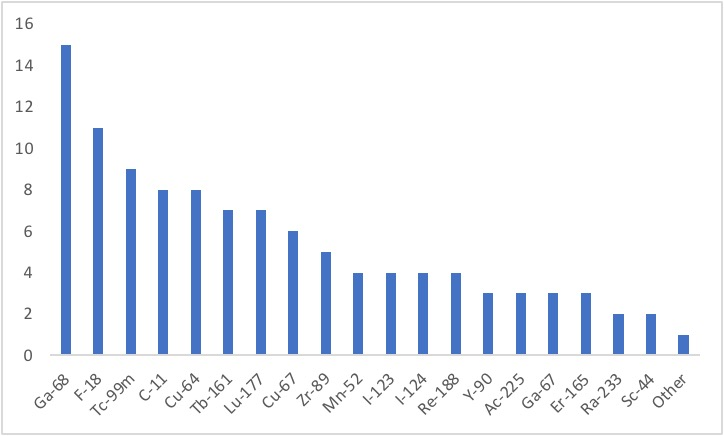 16
14
12
10
8
6
4
2
0
Ga-68
F-18
Tc-99m
C-11
Cu-64
Tb-161
Lu-177
Cu-67
Zr-89
Mn-52
I-123
I-124
Re-188
Y-90
Ac-225
Ga-67
Er-165
Ra-233
Sc-44
Other